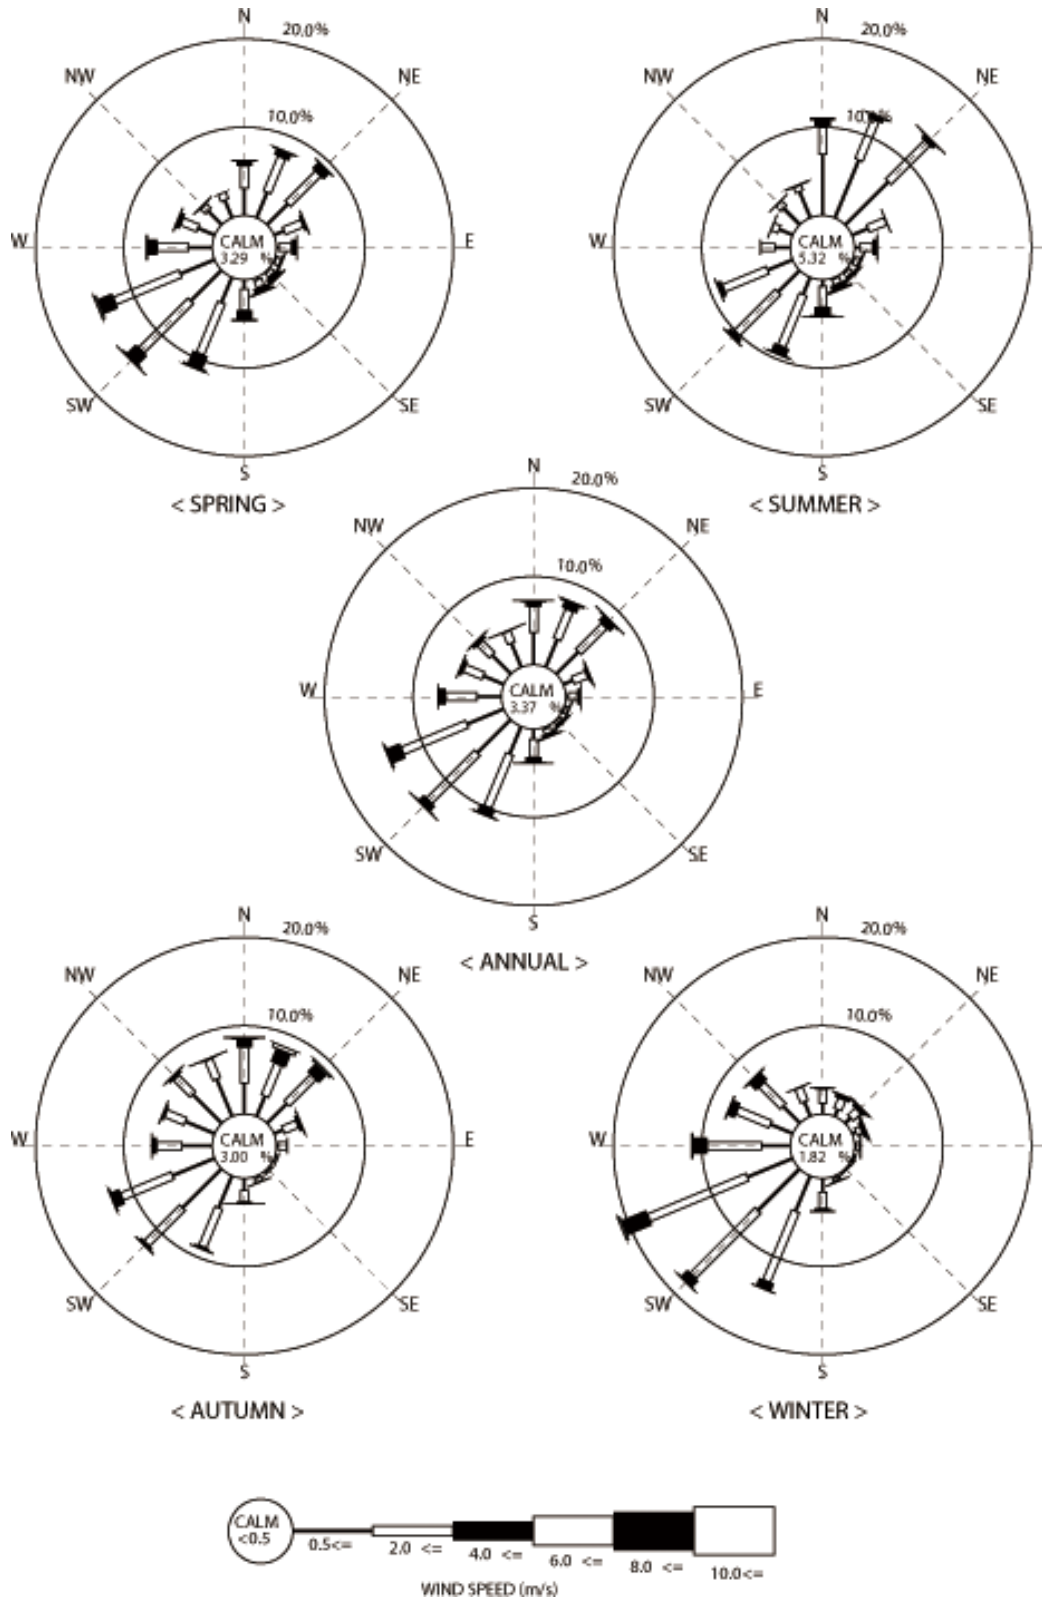 N
20.0%
NW
NE
10.0%
W
CALM
3.29 %
E
SW
SE
S
< SPRING >
N
20.0%
NW
NE
10.0%
W
CALM
5.32 %
E
SW
SE
S
< SUMMER >
N
20.0%
NW
NE
10.0%
W
CALM
3.37 %
E
SW
SE
S
< ANNUAL >
N
20.0%
NW
NE
10.0%
W
CALM
3.00 %
E
SW
SE
S
< AUTUMN >
N
20.0%
NW
NE
10.0%
W
CALM
1.82 %
E
SW
SE
S
< WINTER >
CALM
<0.5
0.5<= 2.0 <= 4.0 <= 6.0 <= 8.0 <= 10.0<=
WIND SPEED (m/s)